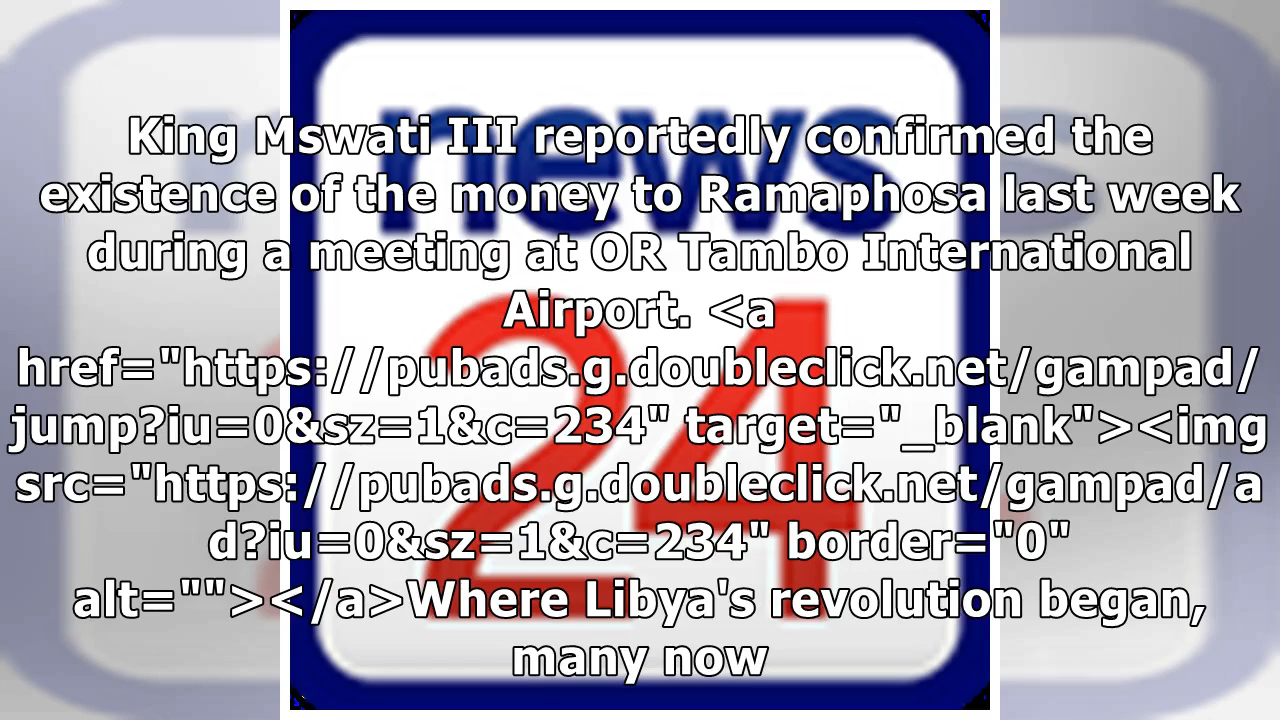 news
24
King Mswati III reportedly confirmed the
existence of the money to Ramaphosa last week
during a meeting at OR Tambo International
Airport. <a
href="https://pubads.g.doubleclick.net/gampad/
jump?iu=0&sz=1&c=234" target="_blank"><img
src="https://pubads.g.doubleclick.net/gampad/a
d?iu=0&sz=1&c=234" border="0"
alt=""></a>Where Libya's revolution began,
many now